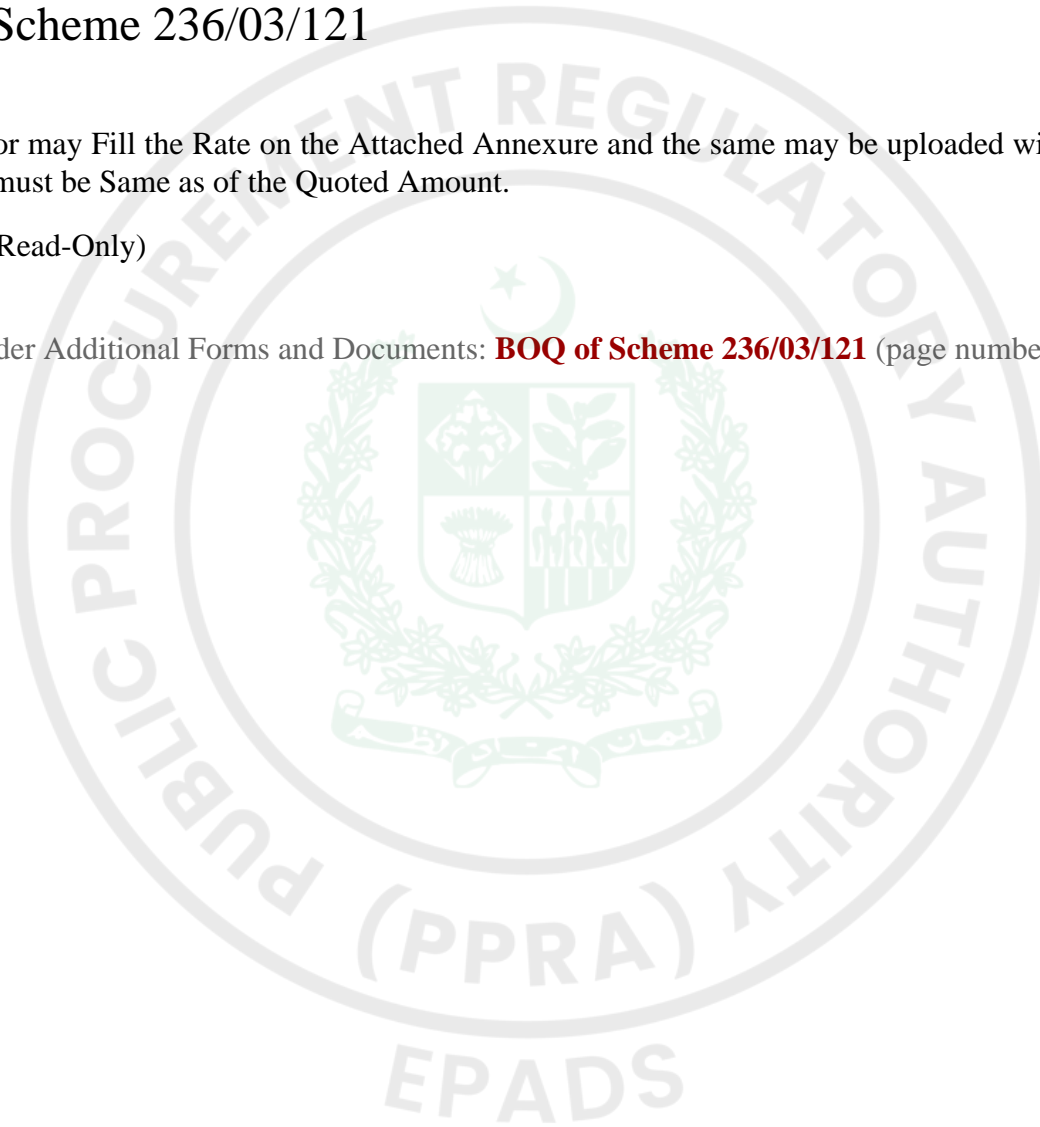 Scheme 236/03/121
or may Fill the Rate on the Attached Annexure and the same may be uploaded wi
must be Same as of the Quoted Amount.
Read-Only)
der Additional Forms and Documents: BOQ of Scheme 236/03/121 (page numbe
PUBLIC PROCUREMENT REGULATORY AUTHORITY
(PPRA)
EPADS